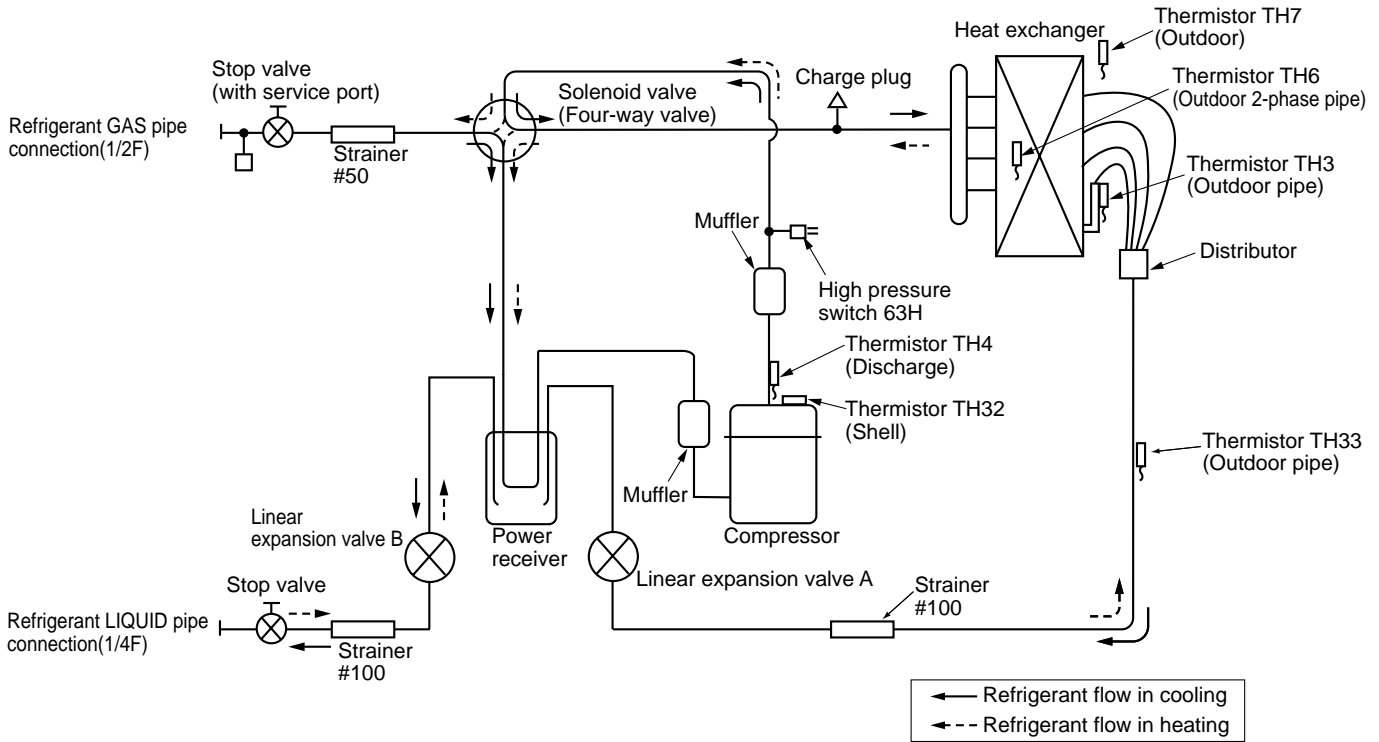 Thermistor TH7
(Outdoor)
Heat exchanger
Stop valve
(with service port)
Charge plug
Thermistor TH6
(Outdoor 2-phase pipe)
Solenoid valve
(Four-way valve)
Refrigerant GAS pipe
connection(1/2F)
Strainer
#50
Thermistor TH3
(Outdoor pipe)
Muffler
Distributor
High pressure
switch 63H
Thermistor TH4
(Discharge)
Thermistor TH32
(Shell)
Thermistor TH33
(Outdoor pipe)
Muffler
Linear
expansion valve B
Power
receiver
Compressor
Linear expansion valve A
Stop valve
Strainer
#100
Refrigerant LIQUID pipe
connection(1/4F)
Strainer
#100
Refrigerant flow in cooling
Refrigerant flow in heating